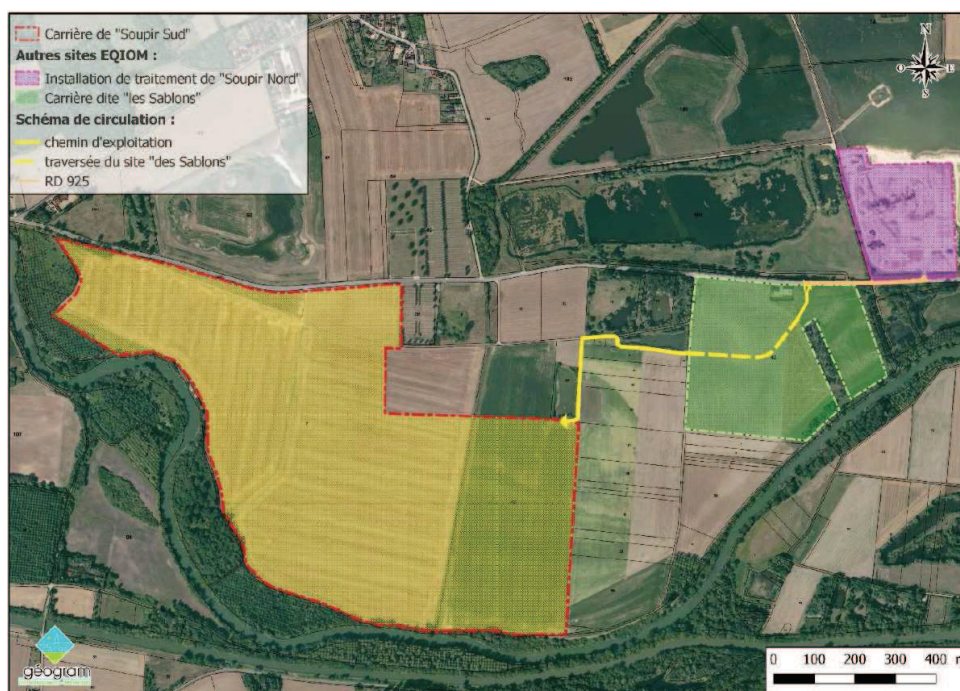 Carrière de "Soupir Sud"
Autres sites EQIOM :
Installation de traitement de "Soupir Nord"
Carrière dite "les Sablons"
Schéma de circulation :
chemin d'exploitation
traversée du site "des Sablons"
RD 925
N
O E
S
géogram
0 100 200 300 400 m